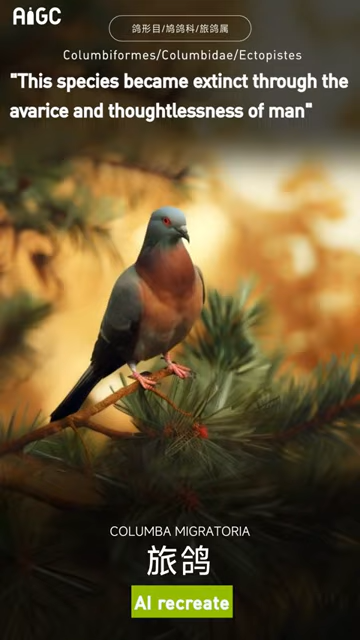 AiGC
鸽形目/鸠鸽科/旅鸽属
Columbiformes/Columbidae/Ectopistes
"This species became extinct through the
avarice and thoughtlessness of man"
COLUMBA MIGRATORIA
旅鸽
AI recreate